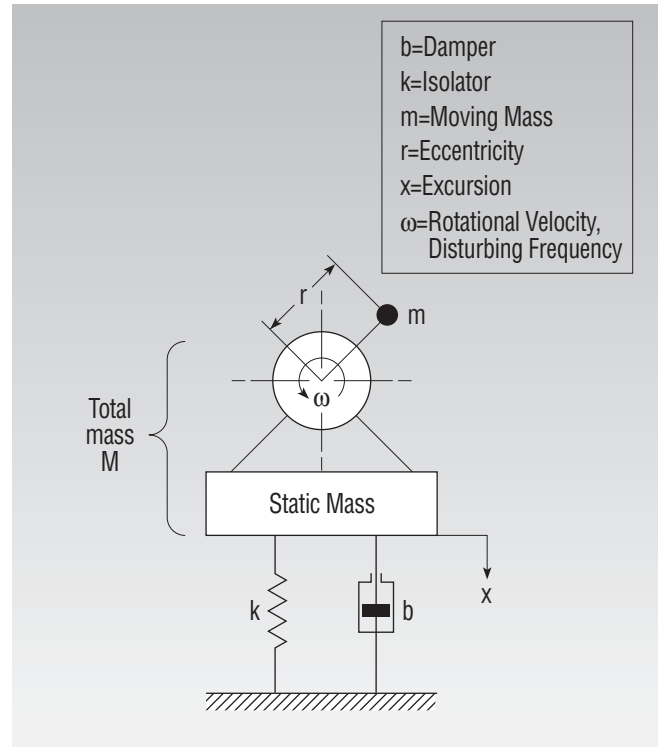 b=Damper
k=Isolator
m=Moving Mass
r=Eccentricity
x=Excursion
ω=Rotational Velocity,
Disturbing Frequency
r
m
ω
Total
mass
M
Static Mass
x
k
b